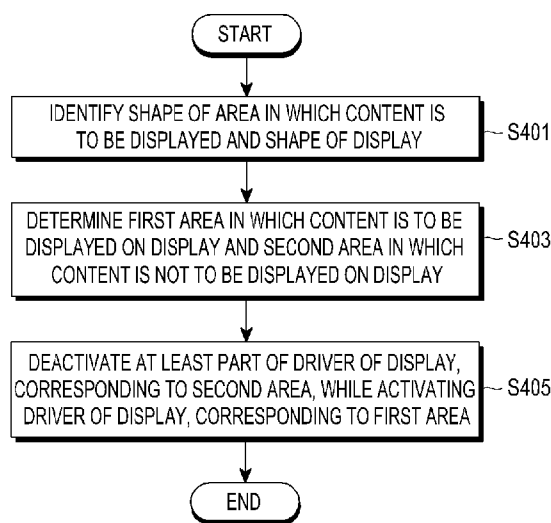 START
IDENTIFY SHAPE OF AREA IN WHICH CONTENT IS
TO BE DISPLAYED AND SHAPE OF DISPLAY
S401
DETERMINE FIRST AREA IN WHICH CONTENT IS TO BE
DISPLAYED ON DISPLAY AND SECOND AREA IN WHICH
CONTENT IS NOT TO BE DISPLAYED ON DISPLAY
S403
DEACTIVATE AT LEAST PART OF DRIVER OF DISPLAY,
CORRESPONDING TO SECOND AREA, WHILE ACTIVATING
DRIVER OF DISPLAY, CORRESPONDING TO FIRST AREA
S405
END